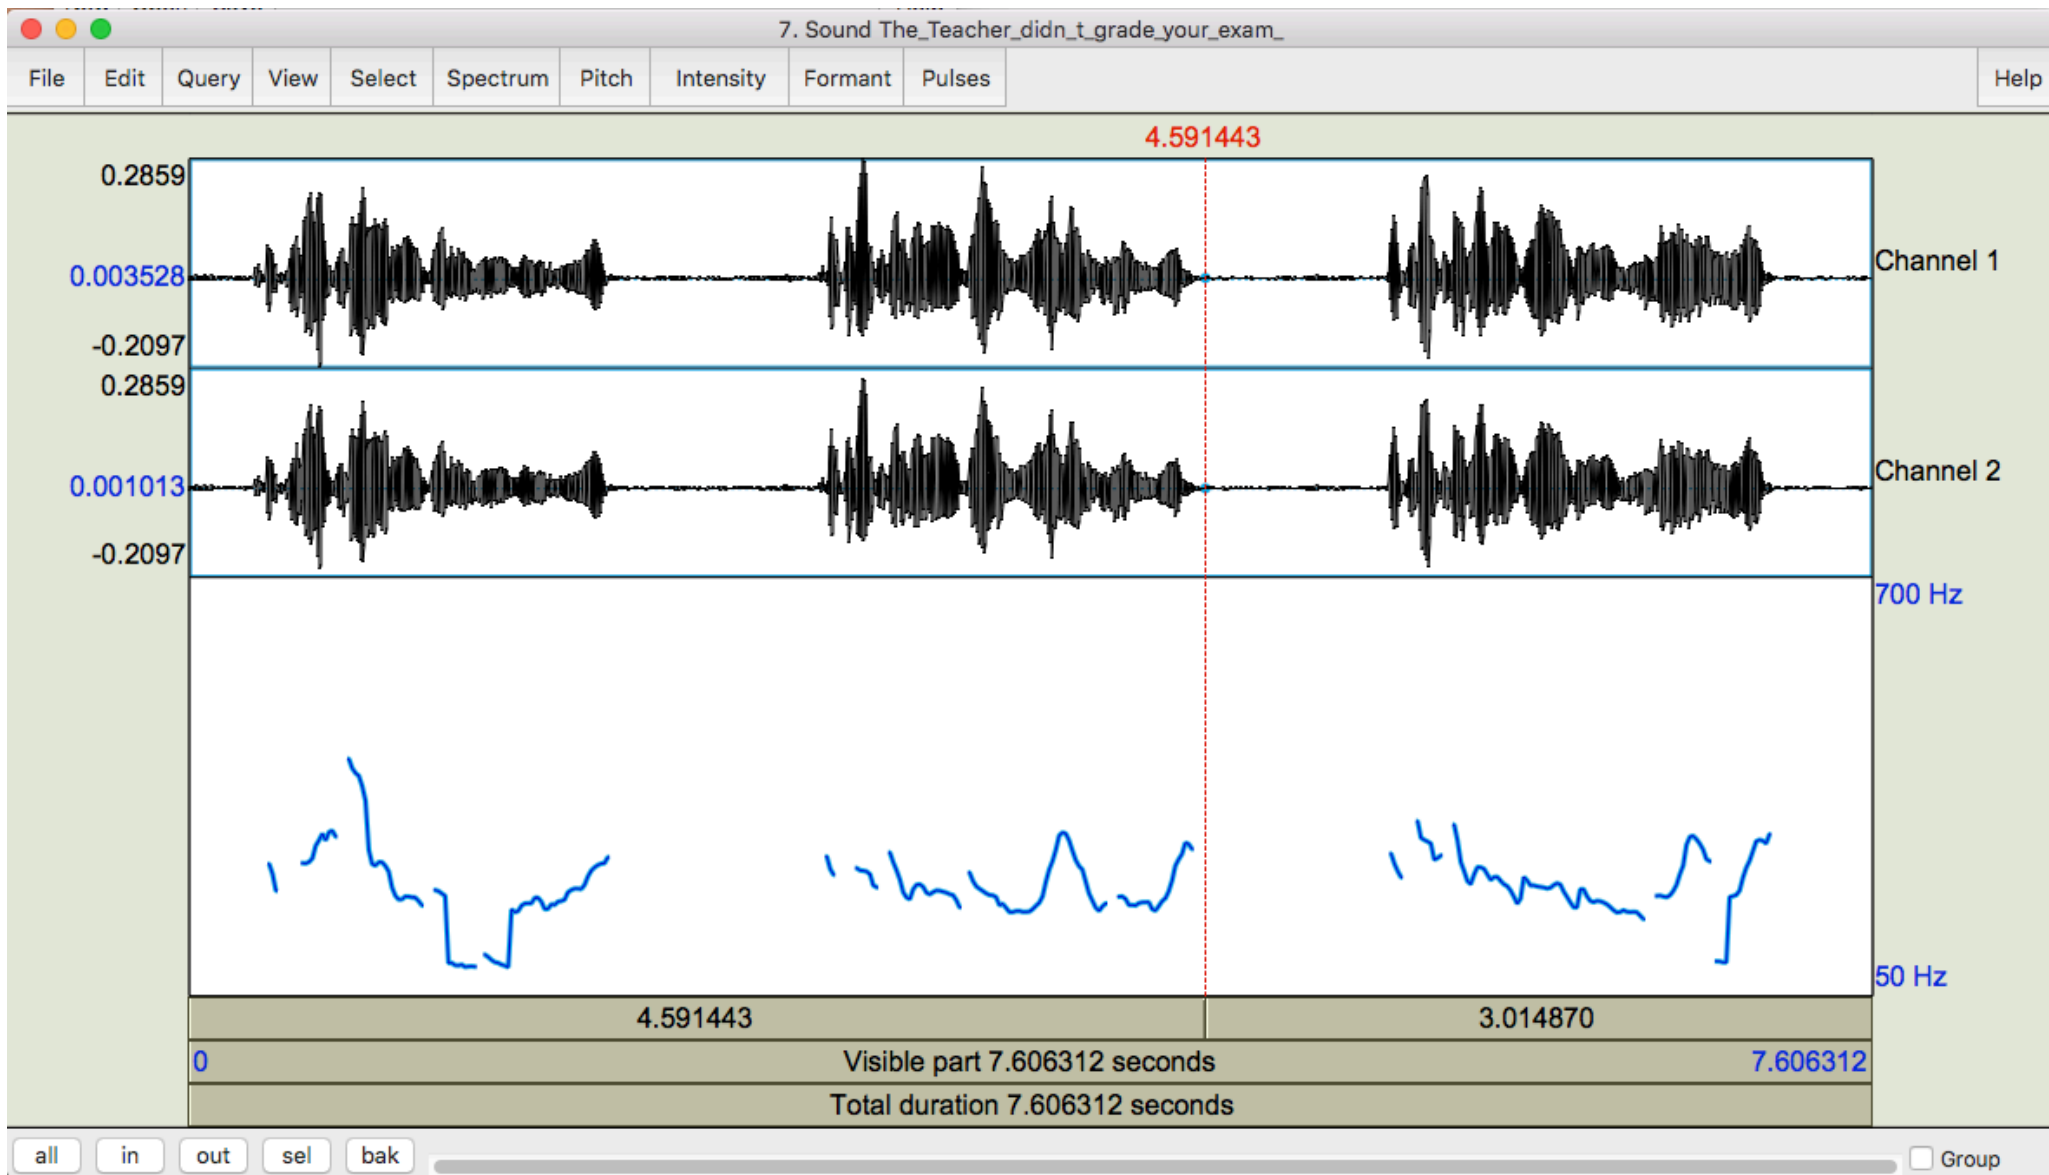 7. Sound The_Teacher_didn_t_grade_your_exam_
File Edit Query View Select Spectrum Pitch Intensity Formant Pulses Help
4.591443
0.2859
0.003528
Channel 1
-0.2097
0.2859
0.001013
Channel 2
-0.2097
700 Hz
50 Hz
4.591443 3.014870
0 Visible part 7.606312 seconds 7.606312
Total duration 7.606312 seconds
all in out sel bak Group